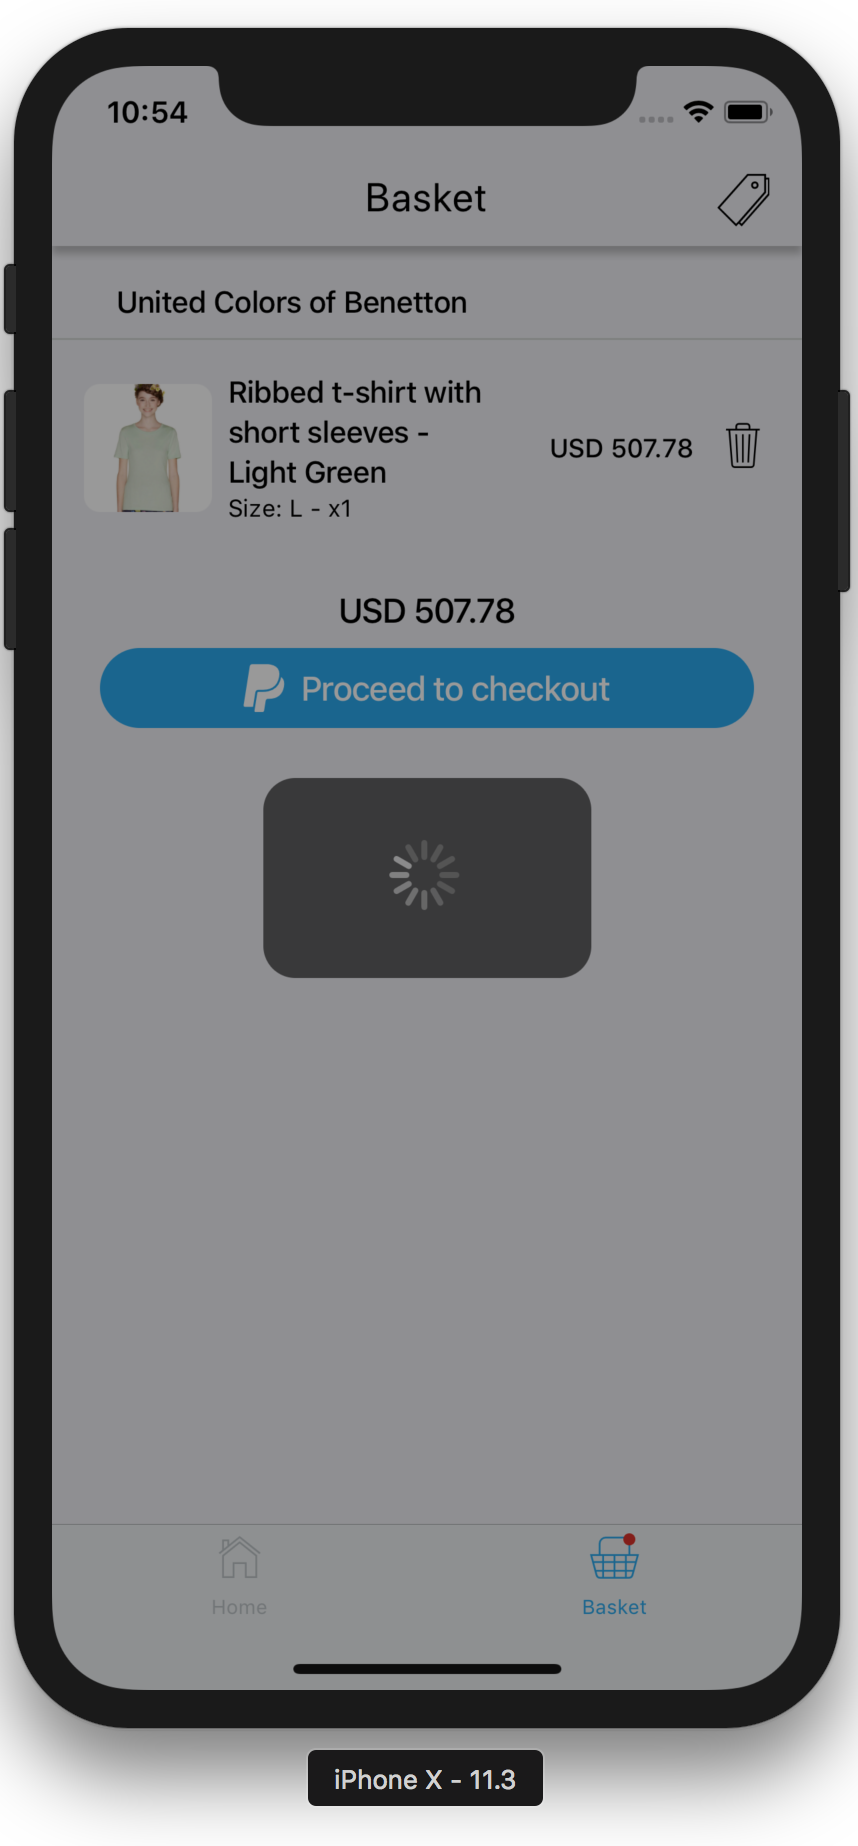 10:54
Basket
United Colors of Benetton
Ribbed t-shirt with
short sleeves -
Light Green
Size: L - x1
USD 507.78
USD 507.78
Proceed to checkout
Home
Basket
iPhone X - 11.3